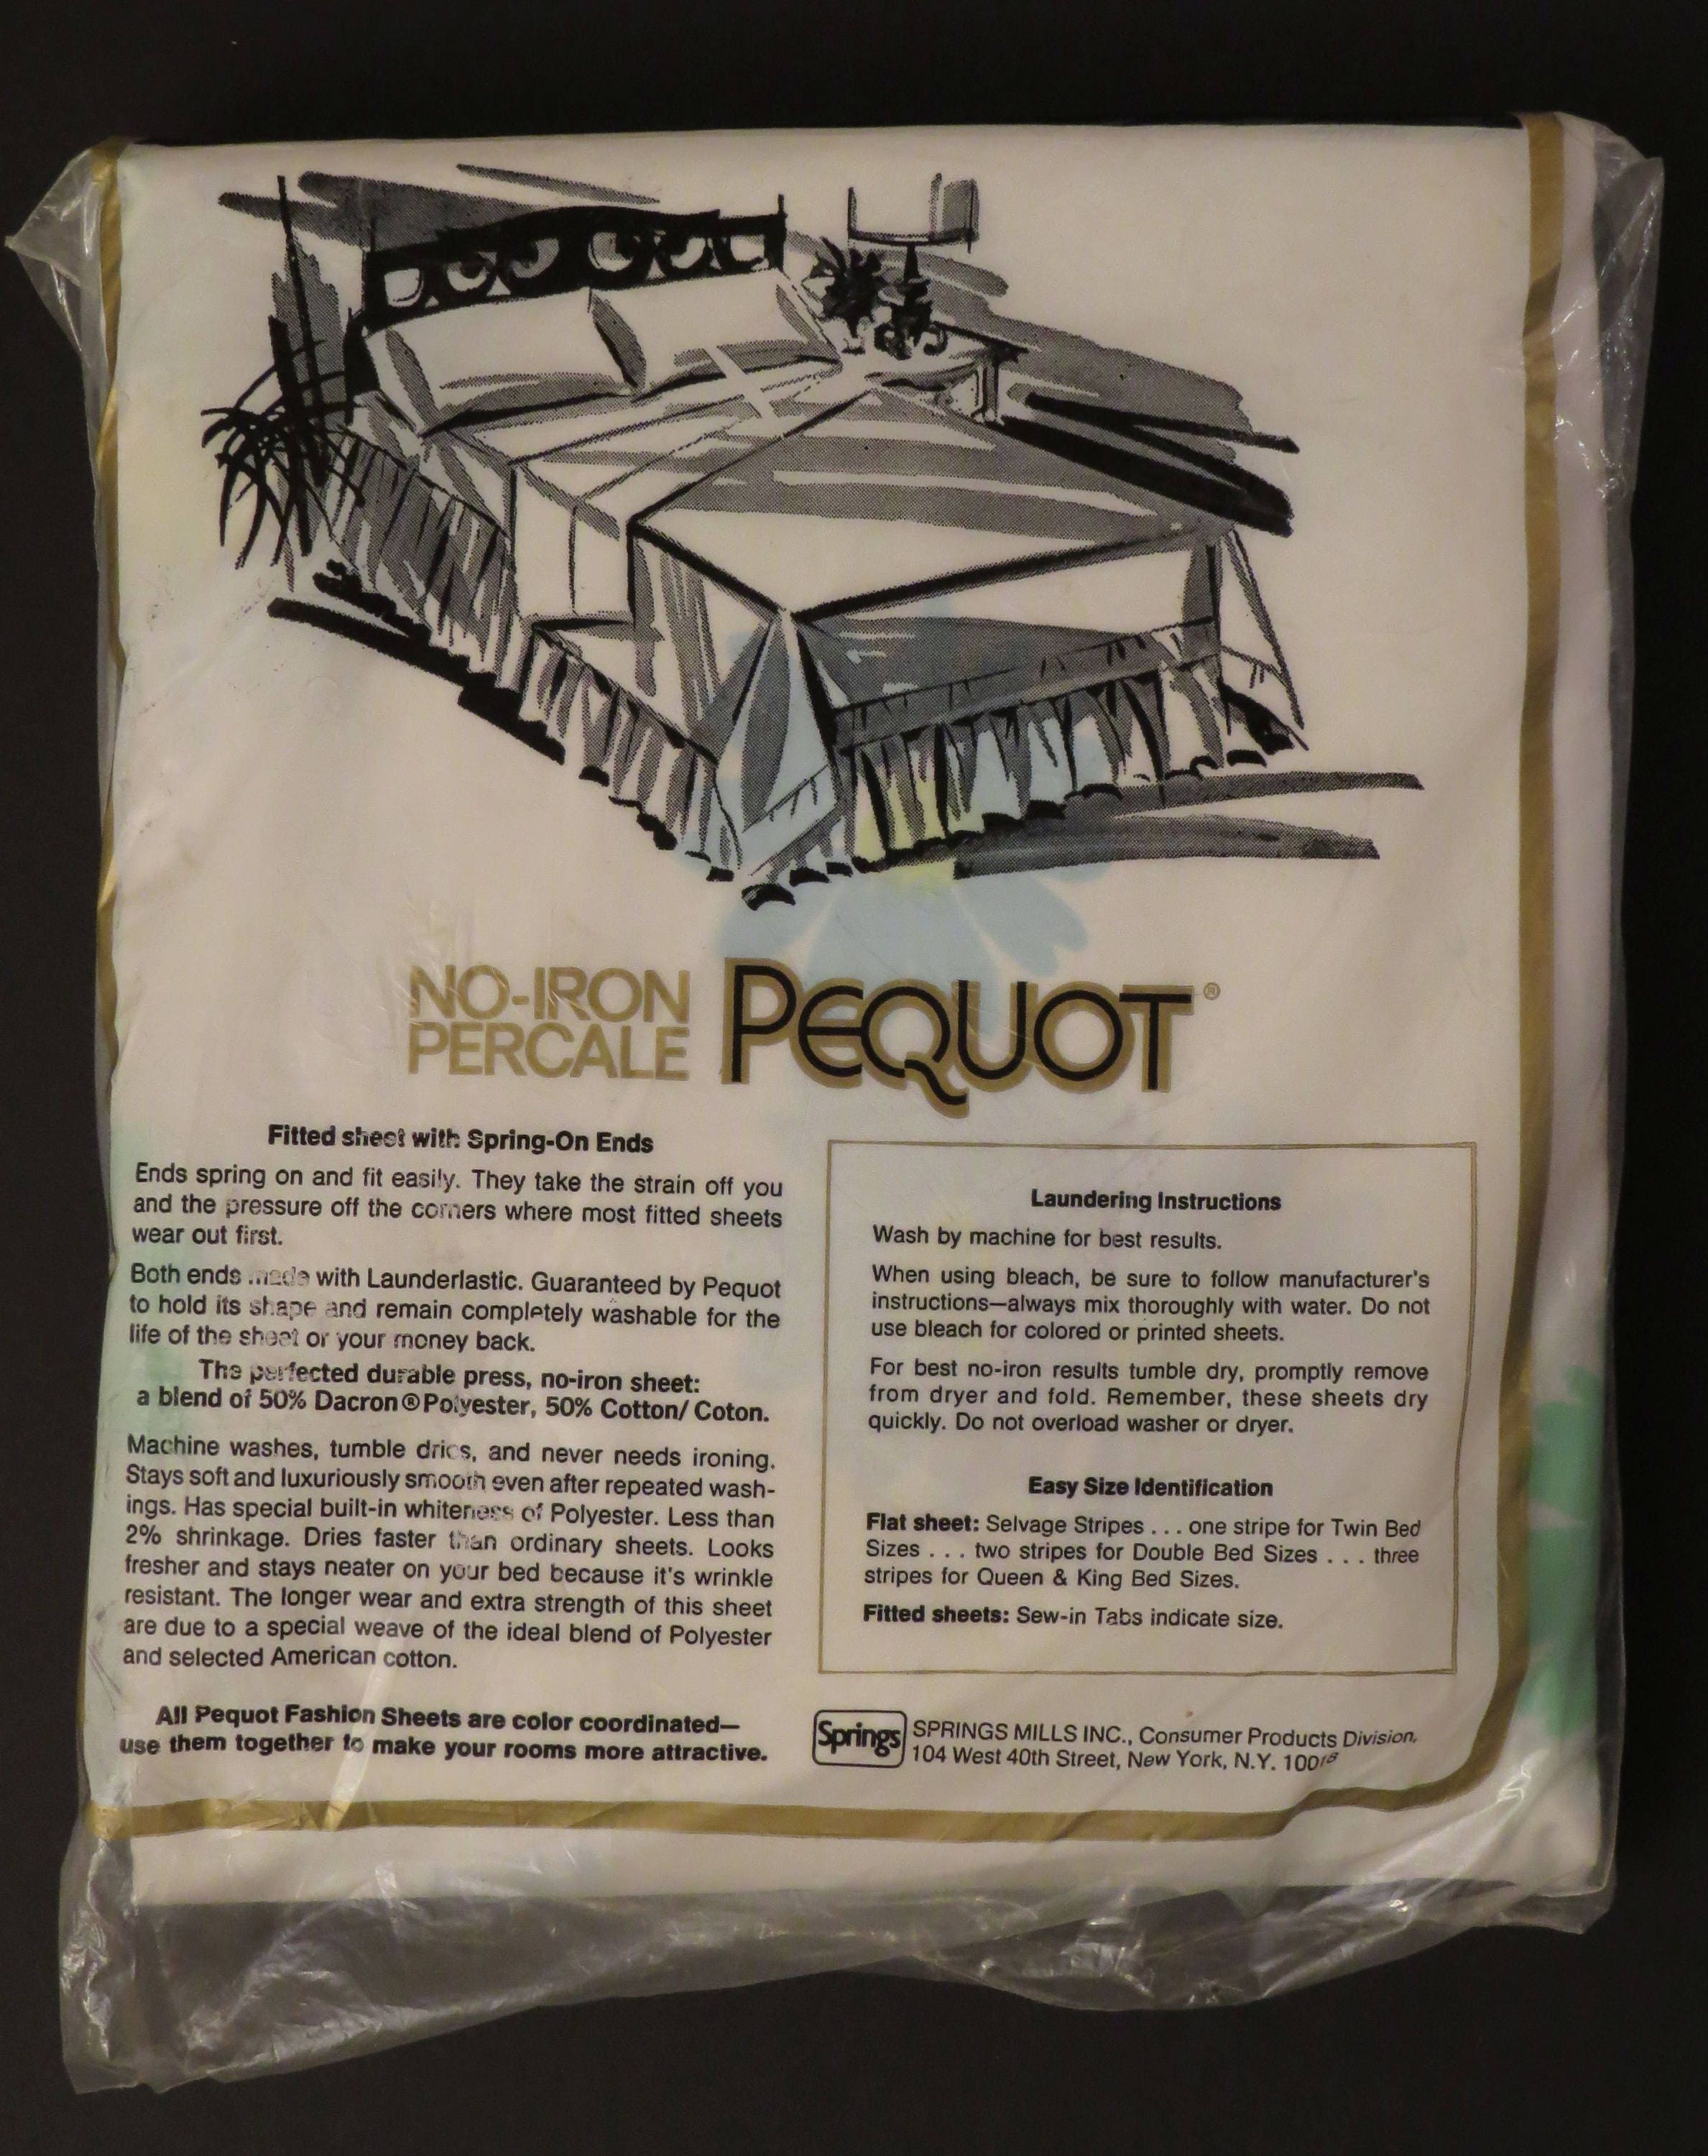 NO-IRON
PERCALE
PEQUOT®
Fitted sheet with Spring-On Ends
Ends spring on and fit easily. They take the strain off you
and the pressure off the corners where most fitted sheets
wear out first.
Both ends made with Launderlastic. Guaranteed by Pequot
to hold its shape and remain completely washable for the
life of the sheet or your money back.
The perfected durable press, no-iron sheet:
a blend of 50% Dacron® Polyester, 50% Cotton/ Coton.
Machine washes, tumble dries, and never needs ironing.
Stays soft and luxuriously smooth even after repeated wash-
ings. Has special built-in whiteness of Polyester. Less than
2% shrinkage. Dries faster than ordinary sheets. Looks
fresher and stays neater on your bed because it's wrinkle
resistant. The longer wear and extra strength of this sheet
are due to a special weave of the ideal blend of Polyester
and selected American cotton.
All Pequot Fashion Sheets are color coordinated—
use them together to make your rooms more attractive.
Laundering Instructions
Wash by machine for best results.
When using bleach, be sure to follow manufacturer's
instructions—always mix thoroughly with water. Do not
use bleach for colored or printed sheets.
For best no-iron results tumble dry, promptly remove
from dryer and fold. Remember, these sheets dry
quickly. Do not overload washer or dryer.
Easy Size Identification
Flat sheet: Selvage Stripes . . . one stripe for Twin Bed
Sizes . . . two stripes for Double Bed Sizes . . . three
stripes for Queen & King Bed Sizes.
Fitted sheets: Sew-in Tabs indicate size.
Springs
SPRINGS MILLS INC., Consumer Products Division,
104 West 40th Street, New York, N.Y. 10018